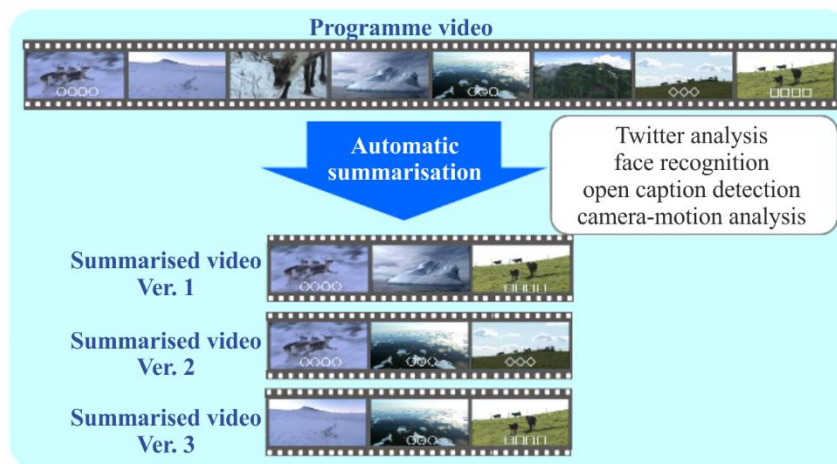 Programme video
Automatic
summarisation
Twitter analysis
face recognition
open caption detection
camera-motion analysis
Summarised video
Ver. 1
Summarised video
Ver. 2
Summarised video
Ver. 3